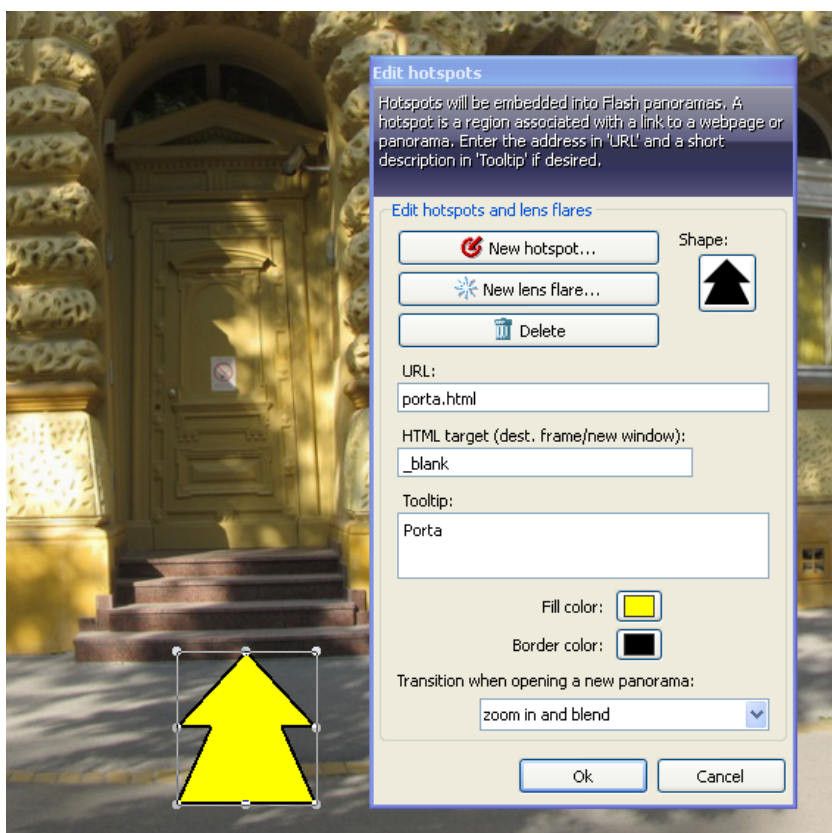 Edit hotspots
Hotspots will be embedded into Flash panoramas. A
hotspot is a region associated with a link to a webpage or
panorama. Enter the address in 'URL' and a short
description in 'Tooltip' if desired.
Edit hotspots and lens flares
New hotspot...
Shape:
New lens flare...
Delete
URL:
porta.html
HTML target (dest. frame/new window):
_blank
Tooltip:
Porta
Fill color:
Border color:
Transition when opening a new panorama:
zoom in and blend
Ok
Cancel